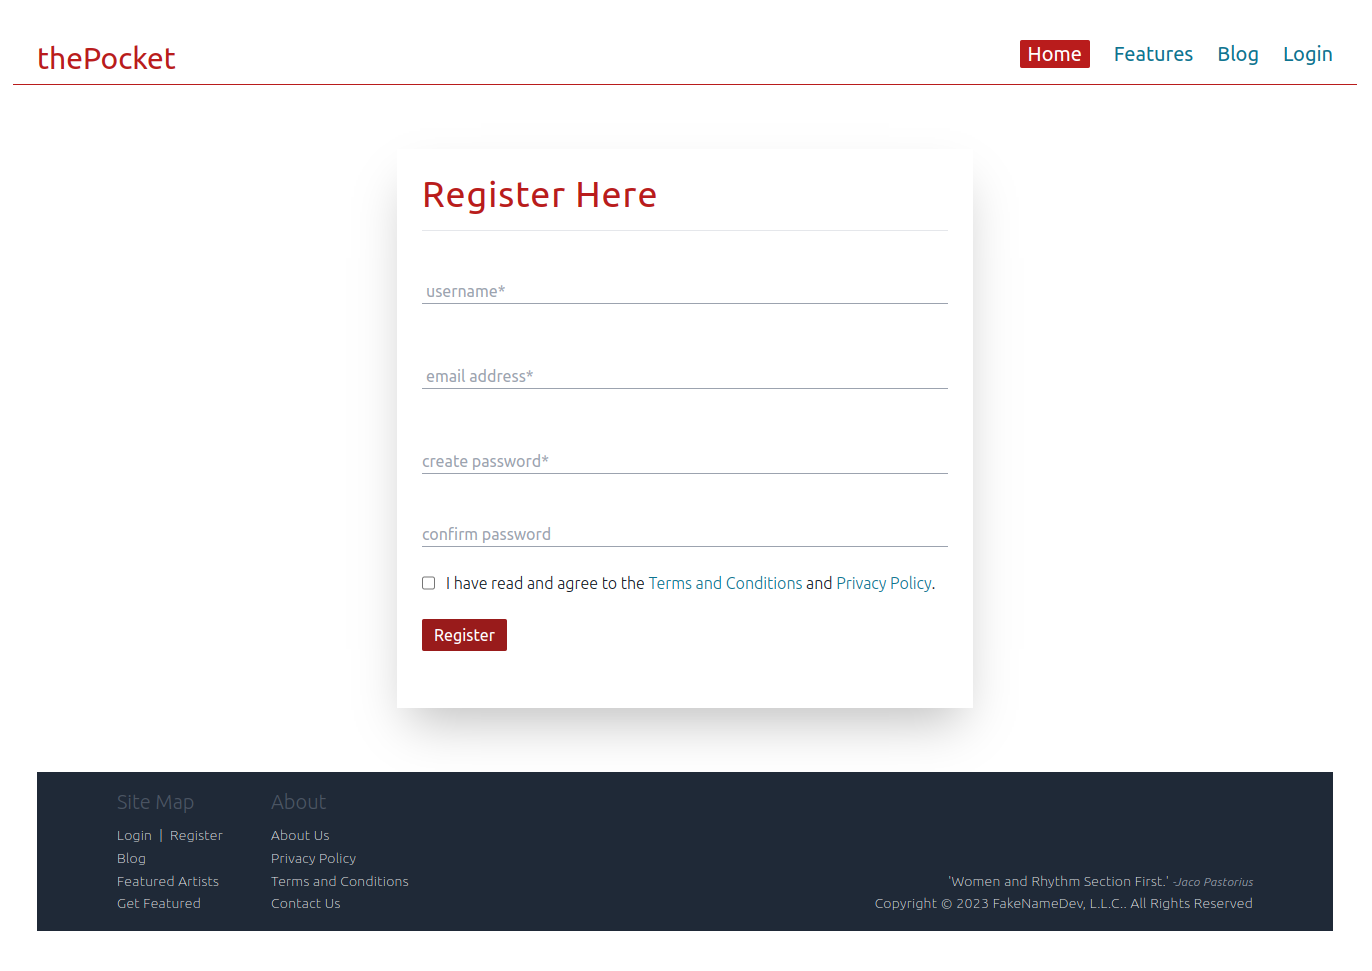 thePocket
Home Features Blog Login
Register Here
username*
email address*
create password*
confirm password
I have read and agree to the Terms and Conditions and Privacy Policy.
Register
Site Map
Login | Register
Blog
Featured Artists
Get Featured
About
About Us
Privacy Policy
Terms and Conditions
Contact Us
'Women and Rhythm Section First.' -Jaco Pastorius
Copyright © 2023 FakeNameDev, L.L.C.. All Rights Reserved